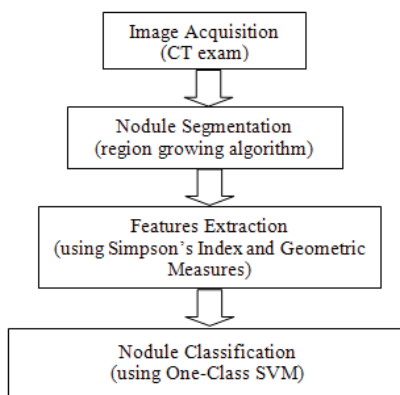 Image Acquisition
(CT exam)
Nodule Segmentation
(region growing algorithm)
Features Extraction
(using Simpson's Index and Geometric
Measures)
Nodule Classification
(using One-Class SVM)